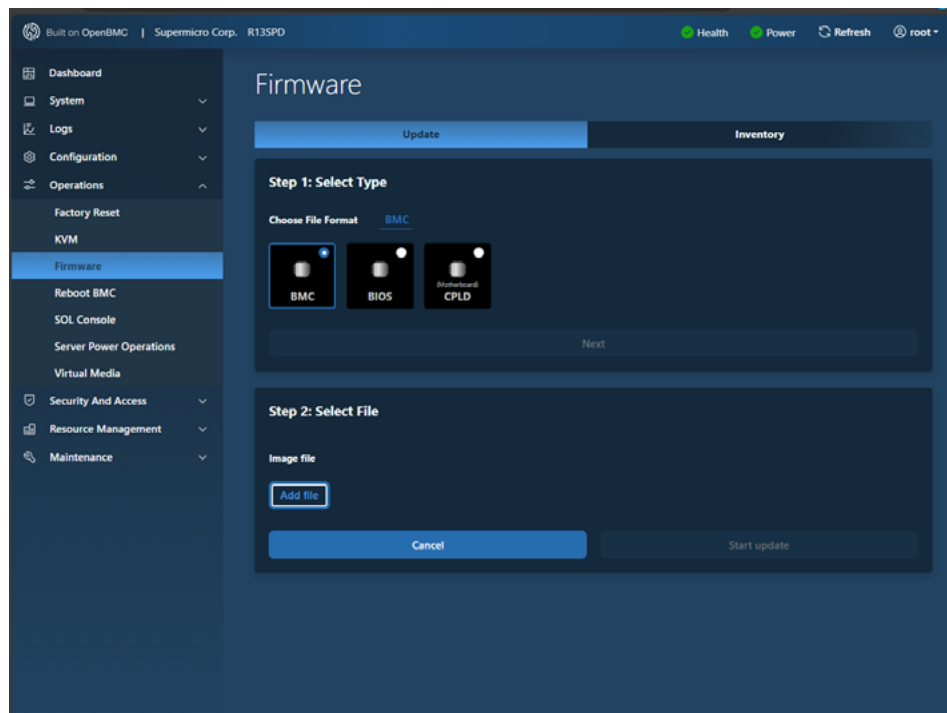 Built on OpenBMC | Supermicro Corp. R13SPD Health Power Refresh root
Dashboard
System
Logs
Configuration
Operations
Factory Reset
KVM
Firmware
Reboot BMC
SOL Console
Server Power Operations
Virtual Media
Security And Access
Resource Management
Maintenance
Firmware
Update Inventory
Step 1: Select Type
Choose File Format BMC
BMC BIOS (Motherboard) CPLD
Next
Step 2: Select File
Image file
Add file
Cancel Start update